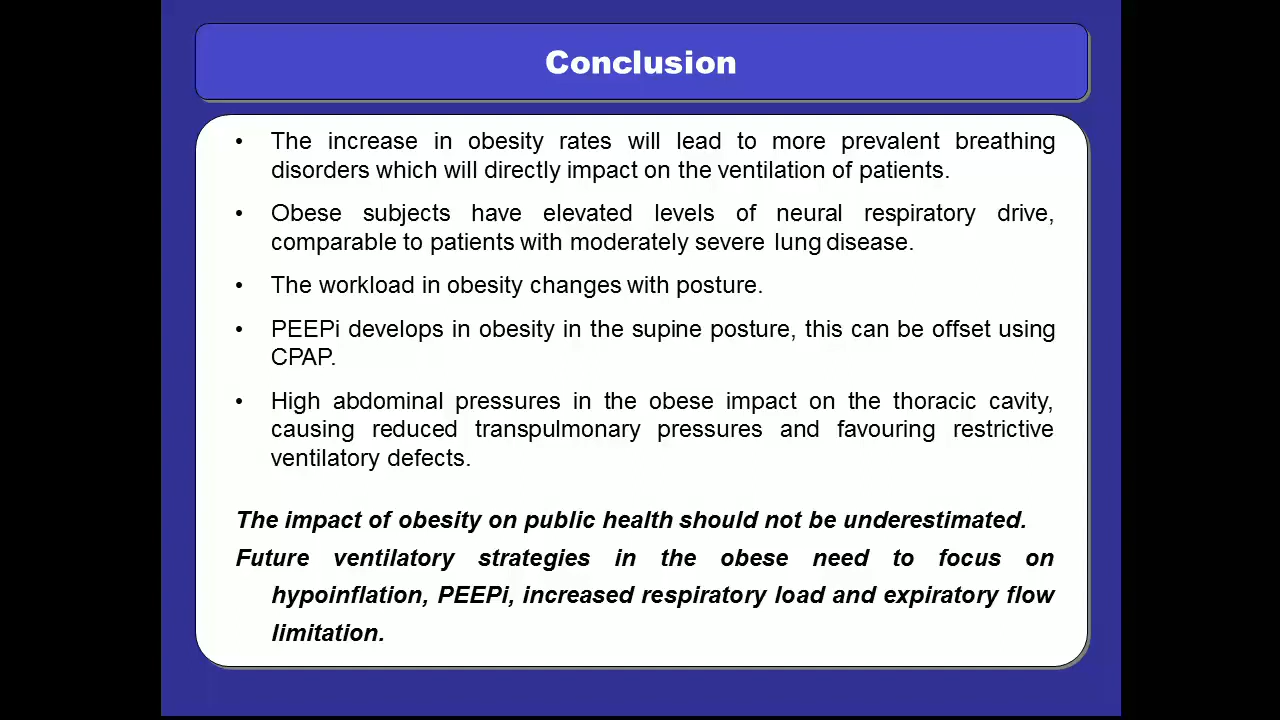 Conclusion
• The increase in obesity rates will lead to more prevalent breathing
disorders which will directly impact on the ventilation of patients.
• Obese subjects have elevated levels of neural respiratory drive,
comparable to patients with moderately severe lung disease.
• The workload in obesity changes with posture.
• PEEPi develops in obesity in the supine posture, this can be offset using
CPAP.
• High abdominal pressures in the obese impact on the thoracic cavity,
causing reduced transpulmonary pressures and favouring restrictive
ventilatory defects.
The impact of obesity on public health should not be underestimated.
Future ventilatory strategies in the obese need to focus on
hypoinflation, PEEPi, increased respiratory load and expiratory flow
limitation.